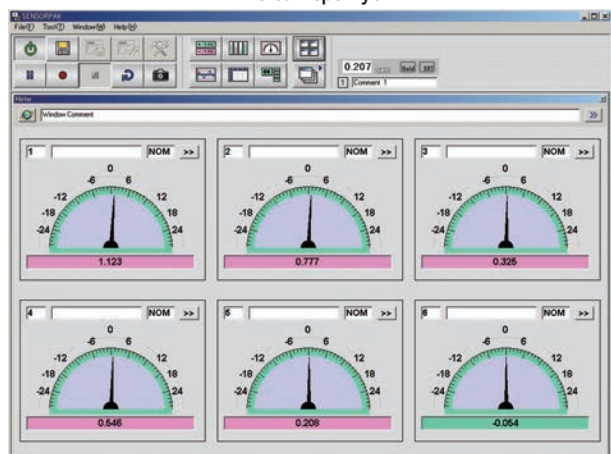 SENSORPAK
File(F) Tool(T) Window(W) Help(H)
0.207 Hold SET
1 Comment 1
Meter
Window Comment
1 NOM >>
-24 -18 -12 -6 0 6 12 18 24
1.123
2 NOM >>
-24 -18 -12 -6 0 6 12 18 24
0.777
3 NOM >>
-24 -18 -12 -6 0 6 12 18 24
0.325
4 NOM >>
-24 -18 -12 -6 0 6 12 18 24
0.546
5 NOM >>
-24 -18 -12 -6 0 6 12 18 24
0.208
6 NOM >>
-24 -18 -12 -6 0 6 12 18 24
-0.054